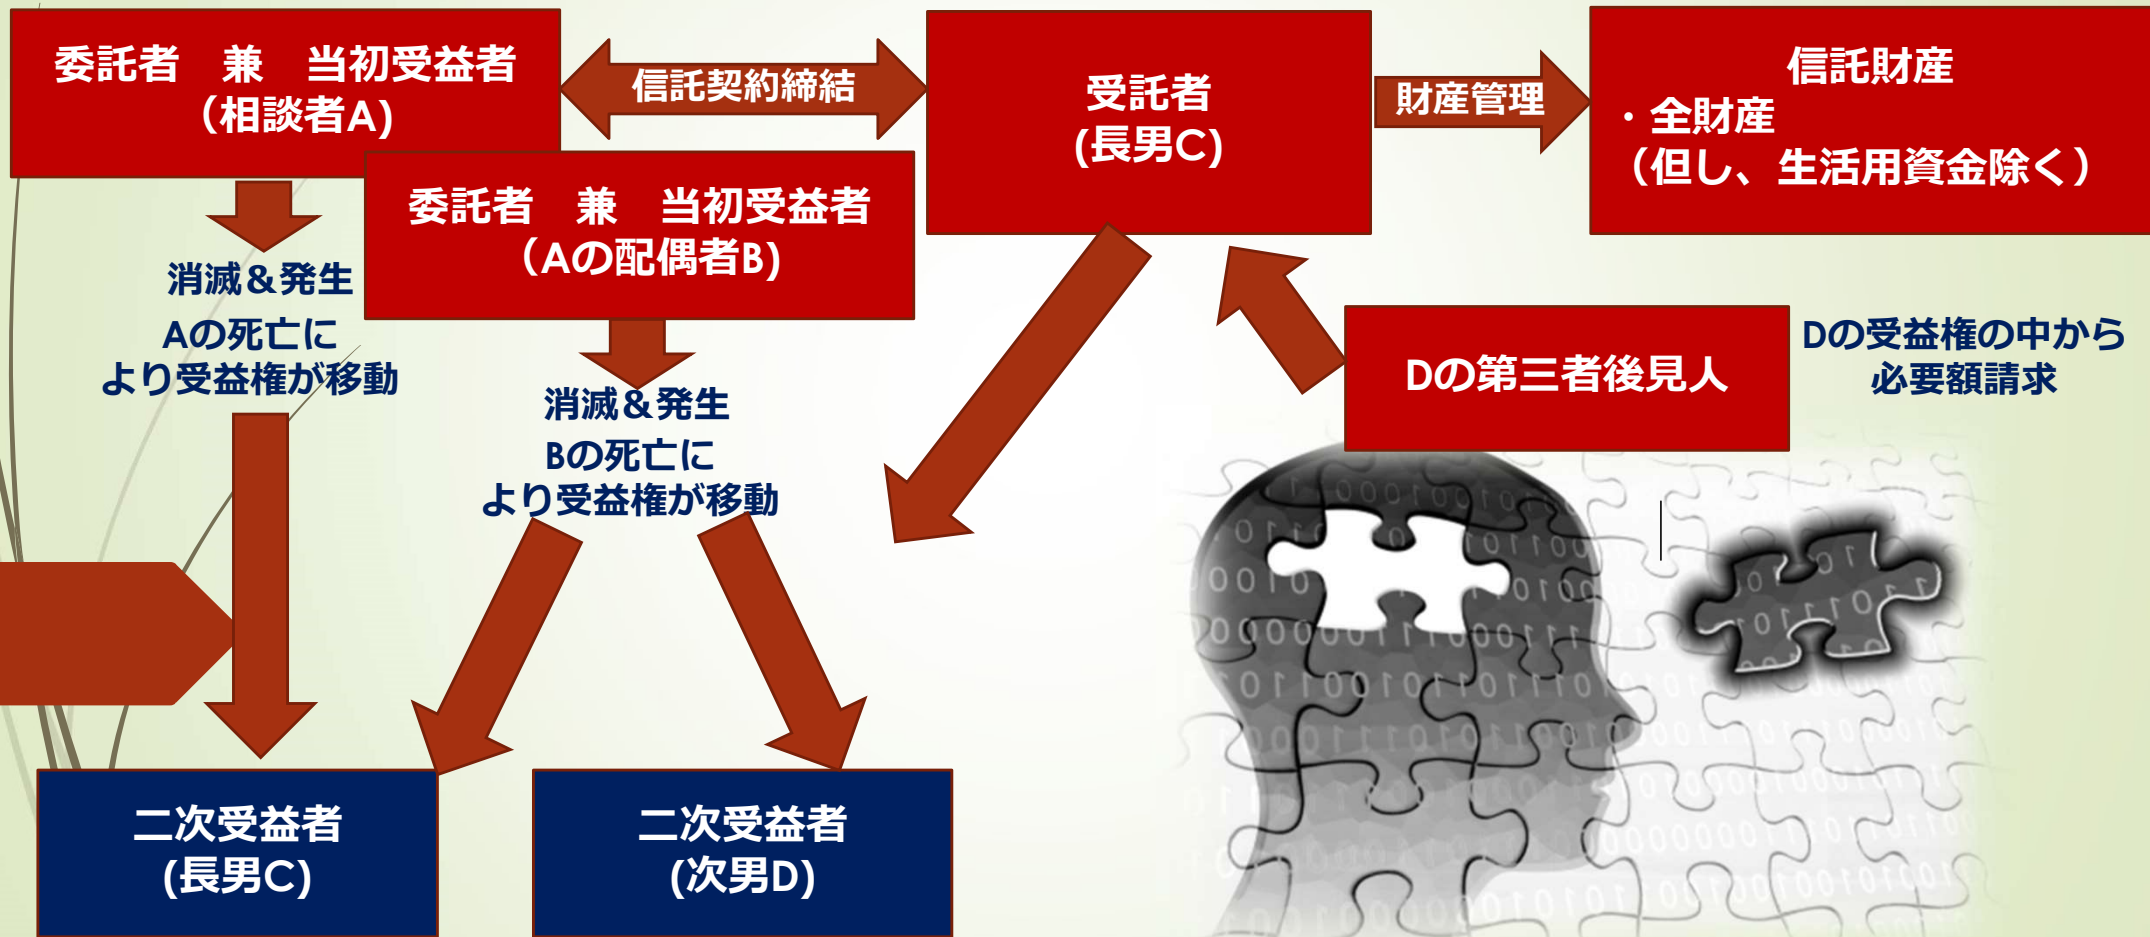 委託者　兼　当初受益者
（相談者A)
信託契約締結
受託者
(長男C)
財産管理
信託財産
・全財産
（但し、生活用資金除く）
委託者　兼　当初受益者
（Aの配偶者B)
消滅＆発生
Aの死亡に
より受益権が移動
消滅＆発生
Bの死亡に
より受益権が移動
Dの第三者後見人
Dの受益権の中から
必要額請求
二次受益者
(長男C)
二次受益者
(次男D)